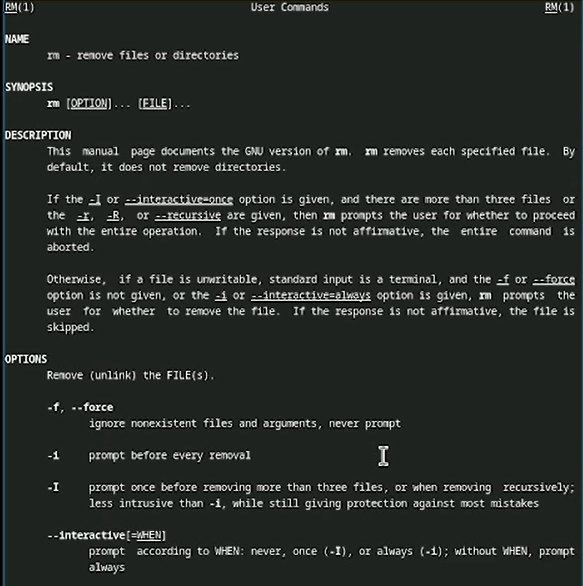 RM(1) User Commands RM(1)
NAME
rm - remove files or directories
SYNOPSIS
rm [OPTION]... [FILE]...
DESCRIPTION
This manual page documents the GNU version of rm. rm removes each specified file. By
default, it does not remove directories.
If the -I or --interactive=once option is given, and there are more than three files or
the -r, -R, or --recursive are given, then rm prompts the user for whether to proceed
with the entire operation. If the response is not affirmative, the entire command is
aborted.
Otherwise, if a file is unwritable, standard input is a terminal, and the -f or --force
option is not given, or the -i or --interactive=always option is given, rm prompts the
user for whether to remove the file. If the response is not affirmative, the file is
skipped.
OPTIONS
Remove (unlink) the FILE(s).
-f, --force
ignore nonexistent files and arguments, never prompt
-i prompt before every removal
-I prompt once before removing more than three files, or when removing recursively;
less intrusive than -i, while still giving protection against most mistakes
--interactive[=WHEN]
prompt according to WHEN: never, once (-I), or always (-i); without WHEN, prompt
always